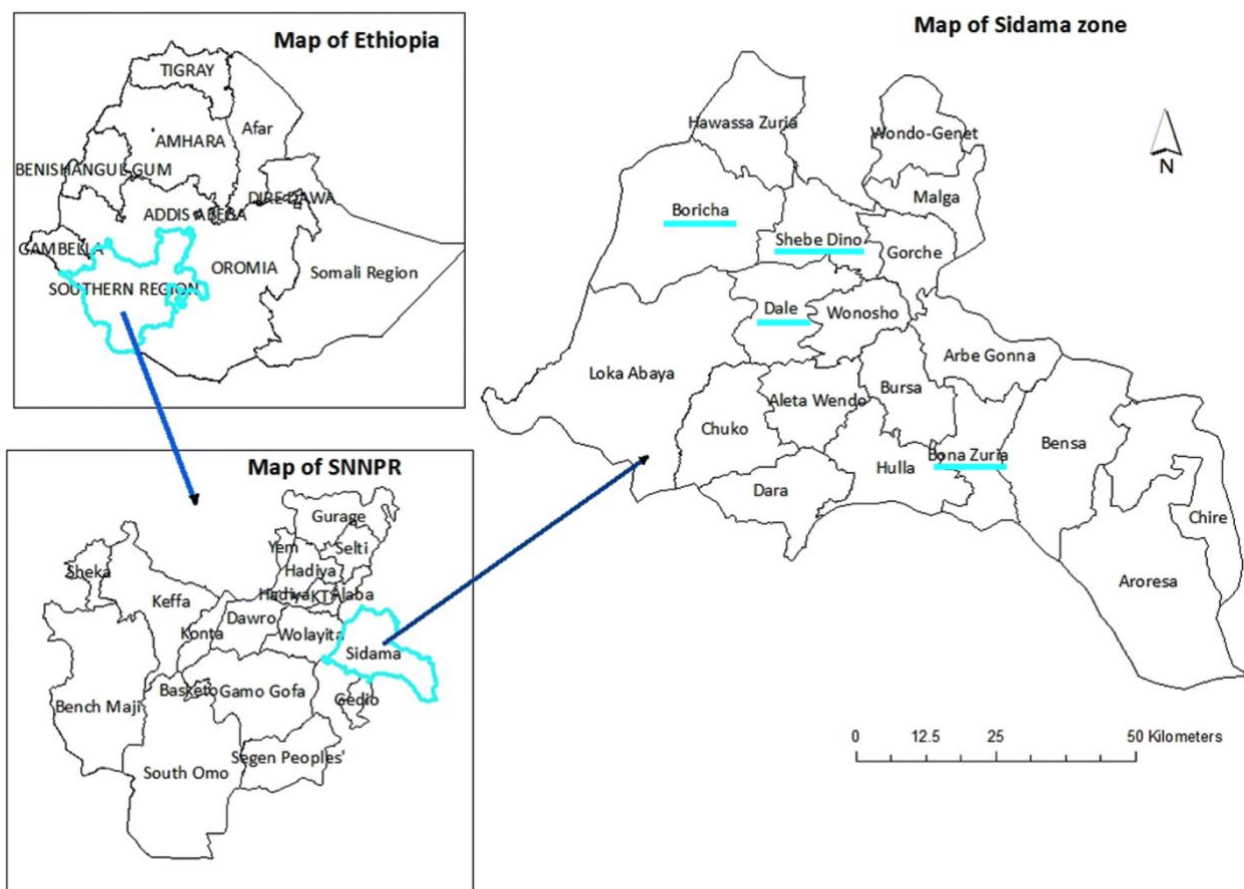 Map of Ethiopia
TIGRAY
Afar
AMHARA
BENISHANGUL-GUM
DIRE DAWA
ADDIS ABEBA
GAMBELLA
OROMIA
Somali Region
SOUTHERN REGION
Map of SNNPR
Gurage
Yem
Selti
Hadiya
Sheka
Keffa
Hadiya
KT
Alaba
Dawro
Konta
Wolayita
Sidama
Basketo
Gamo Gofa
Gedio
Bench Maji
Segen Peoples'
South Omo
Map of Sidama zone
Hawassa Zuria
Wondo-Genet
N
Malga
Boricha
Shebe Dino
Gorche
Dale
Wonosho
Arbe Gonna
Loka Abaya
Bursa
Aleta Wendo
Chuko
Bensa
Bona Zuria
Hulla
Dara
Chire
Aroresa
0 12.5 25 50 Kilometers